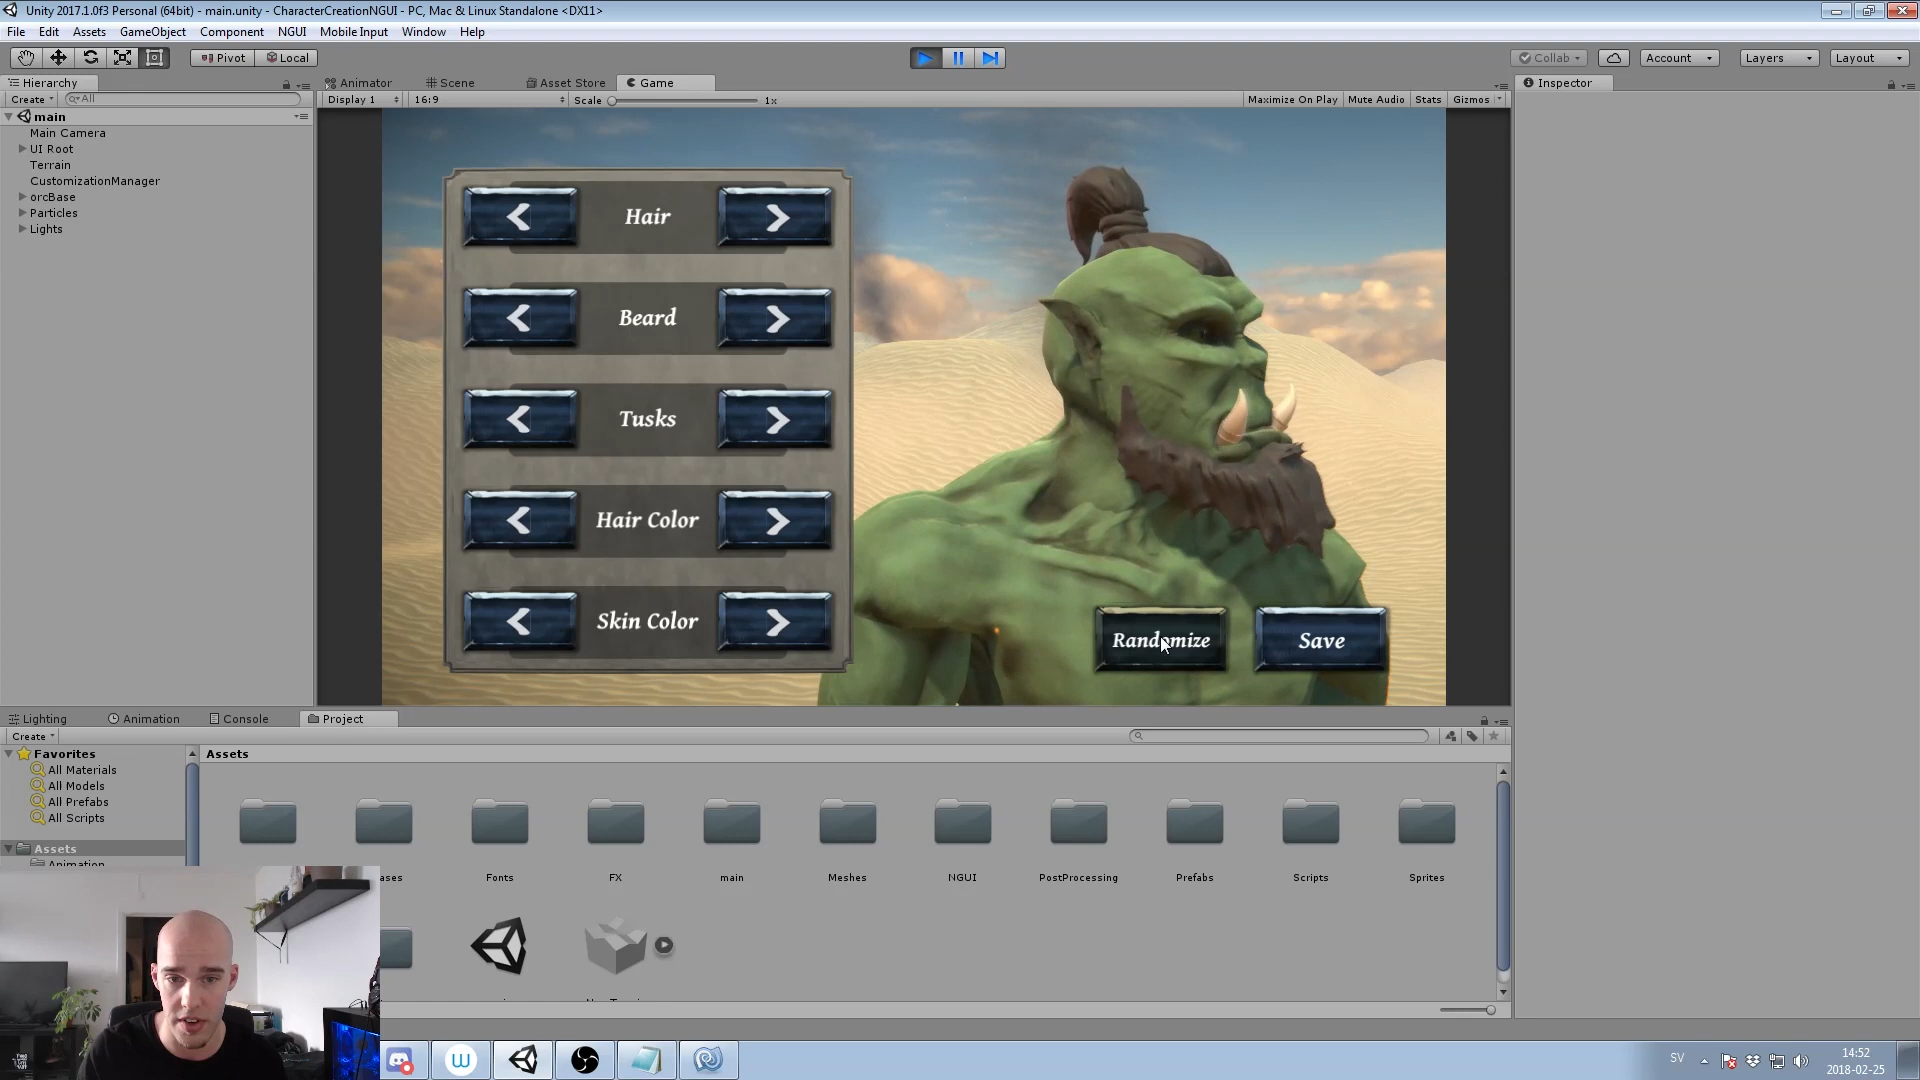 Unity 2017.1.0f3 Personal (64bit) - main.unity - CharacterCreationNGUI - PC, Mac & Linux Standalone <DX11>
File Edit Assets GameObject Component NGUI Mobile Input Window Help
Pivot Local Collab Account Layers Layout
Hierarchy Animator Scene Asset Store Game Inspector
Create All Display 1 16:9 Scale 1x Maximize On Play Mute Audio Stats Gizmos
main
Main Camera
UI Root
Terrain
CustomizationManager
orcBase
Particles
Lights
Hair
Beard
Tusks
Hair Color
Skin Color
Randomize Save
Lighting Animation Console Project
Create
Favorites Assets
All Materials
All Models
All Prefabs
All Scripts
Assets
Animation
Fonts FX main Meshes NGUI PostProcessing Prefabs Scripts Sprites
SV 14:52
2018-02-25